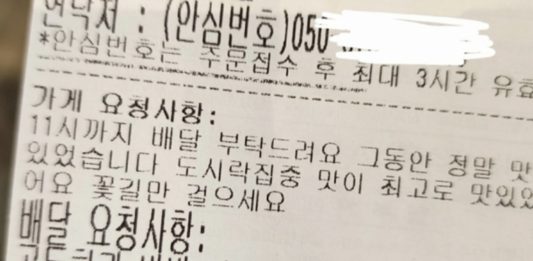 연락처 : (안심번호)050
*안심번호는 주문접수 후 최대 3시간 유효
가게 요청사항:
11시까지 배달 부탁드려요 그동안 정말 맛
있었습니다 도시락집중 맛이 최고로 맛있었
어요 꽃길만 걸으세요
배달 요청사항: